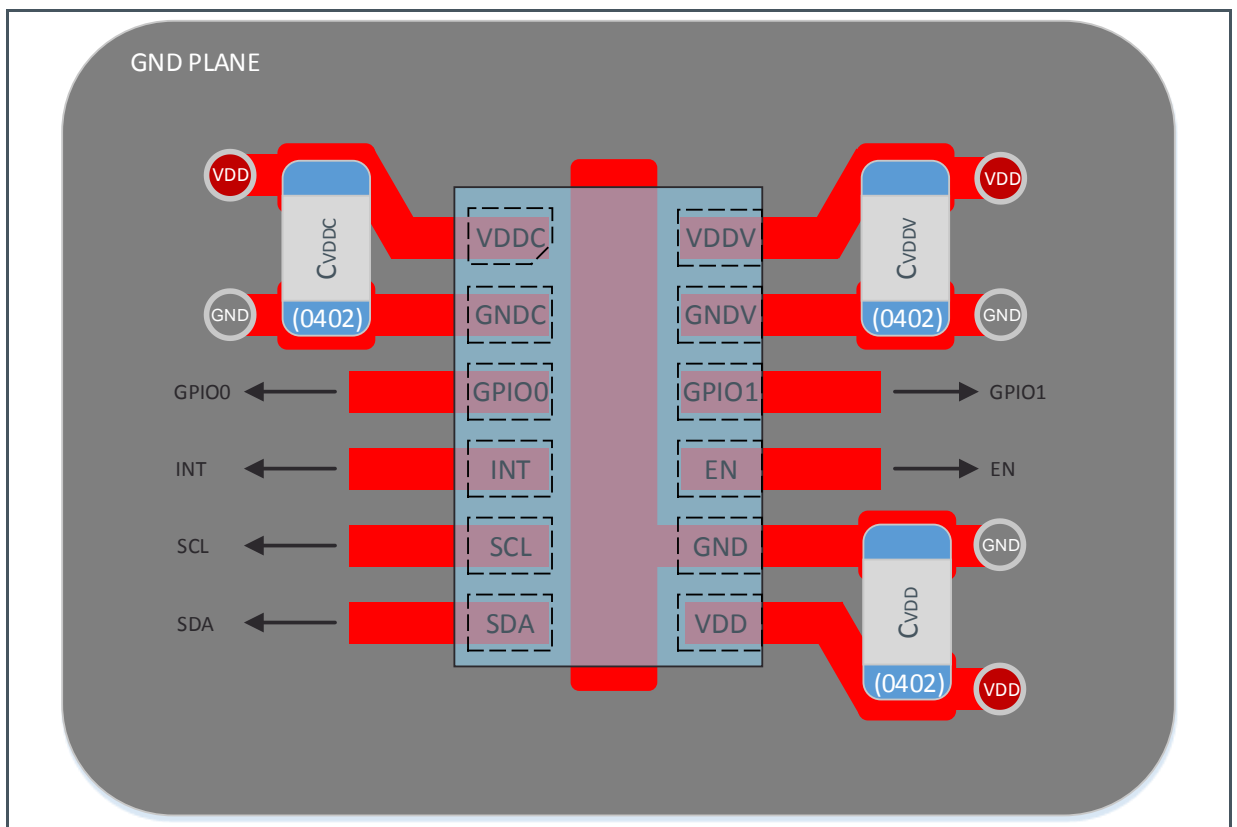 GND PLANE
VDD
VDD
CVDDC
(0402)
VDDC
VDDV
CVDDV
(0402)
GND
GNDC
GNDV
GND
GPIO0
GPIO0
GPIO1
GPIO1
INT
INT
EN
EN
SCL
SCL
GND
GND
CVDD
(0402)
SDA
SDA
VDD
VDD